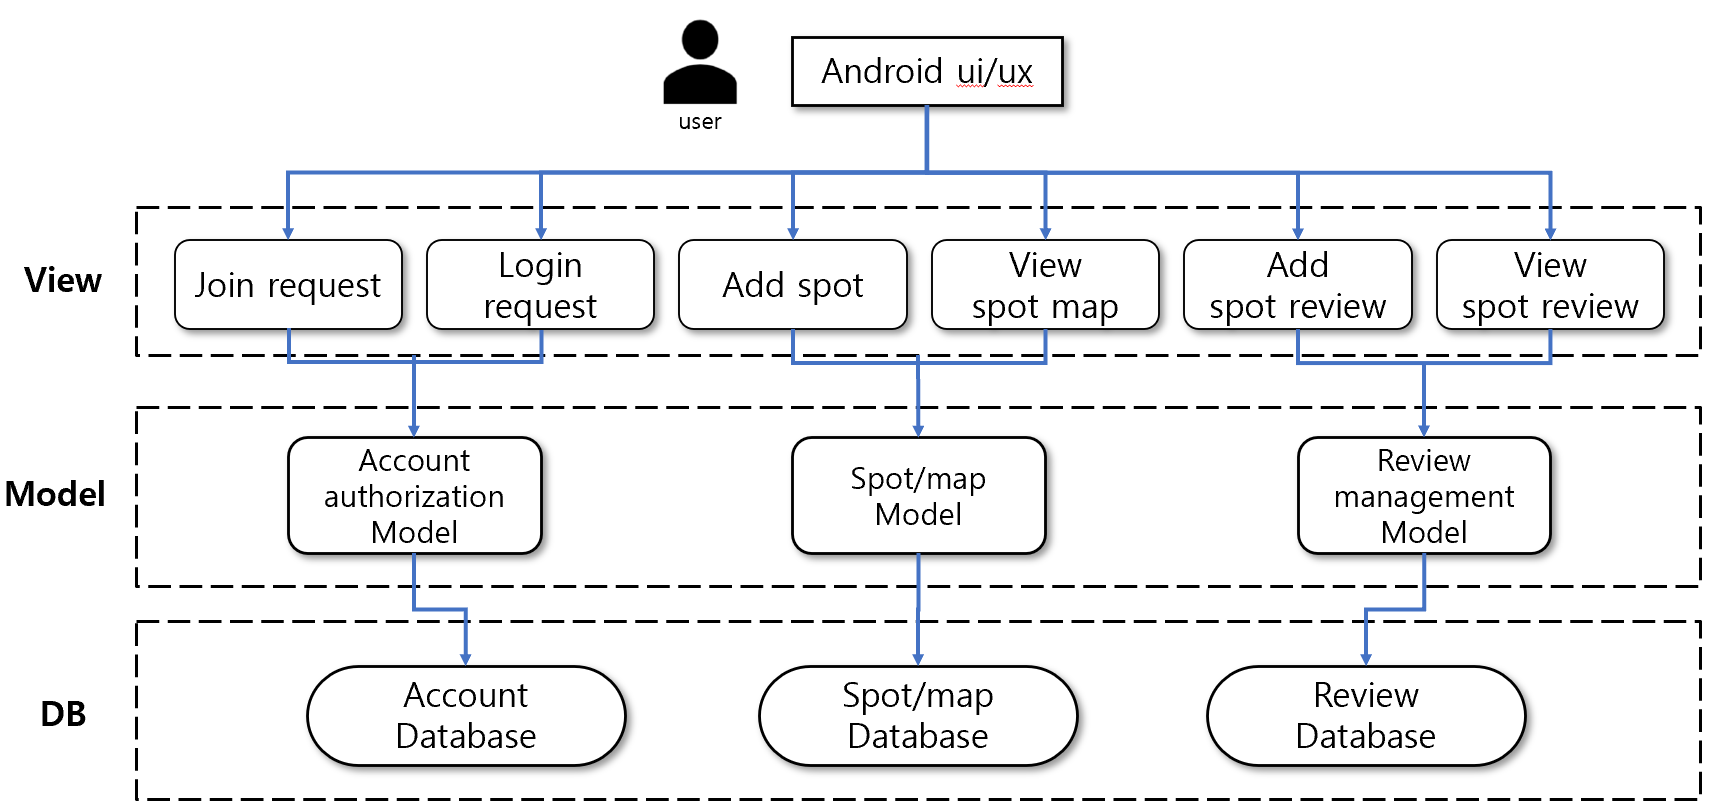 Android ui/ux
user
View
Join request
Login
request
Add spot
View
spot map
Add
spot review
View
spot review
Model
Account
authorization
Model
Spot/map
Model
Review
management
Model
DB
Account
Database
Spot/map
Database
Review
Database